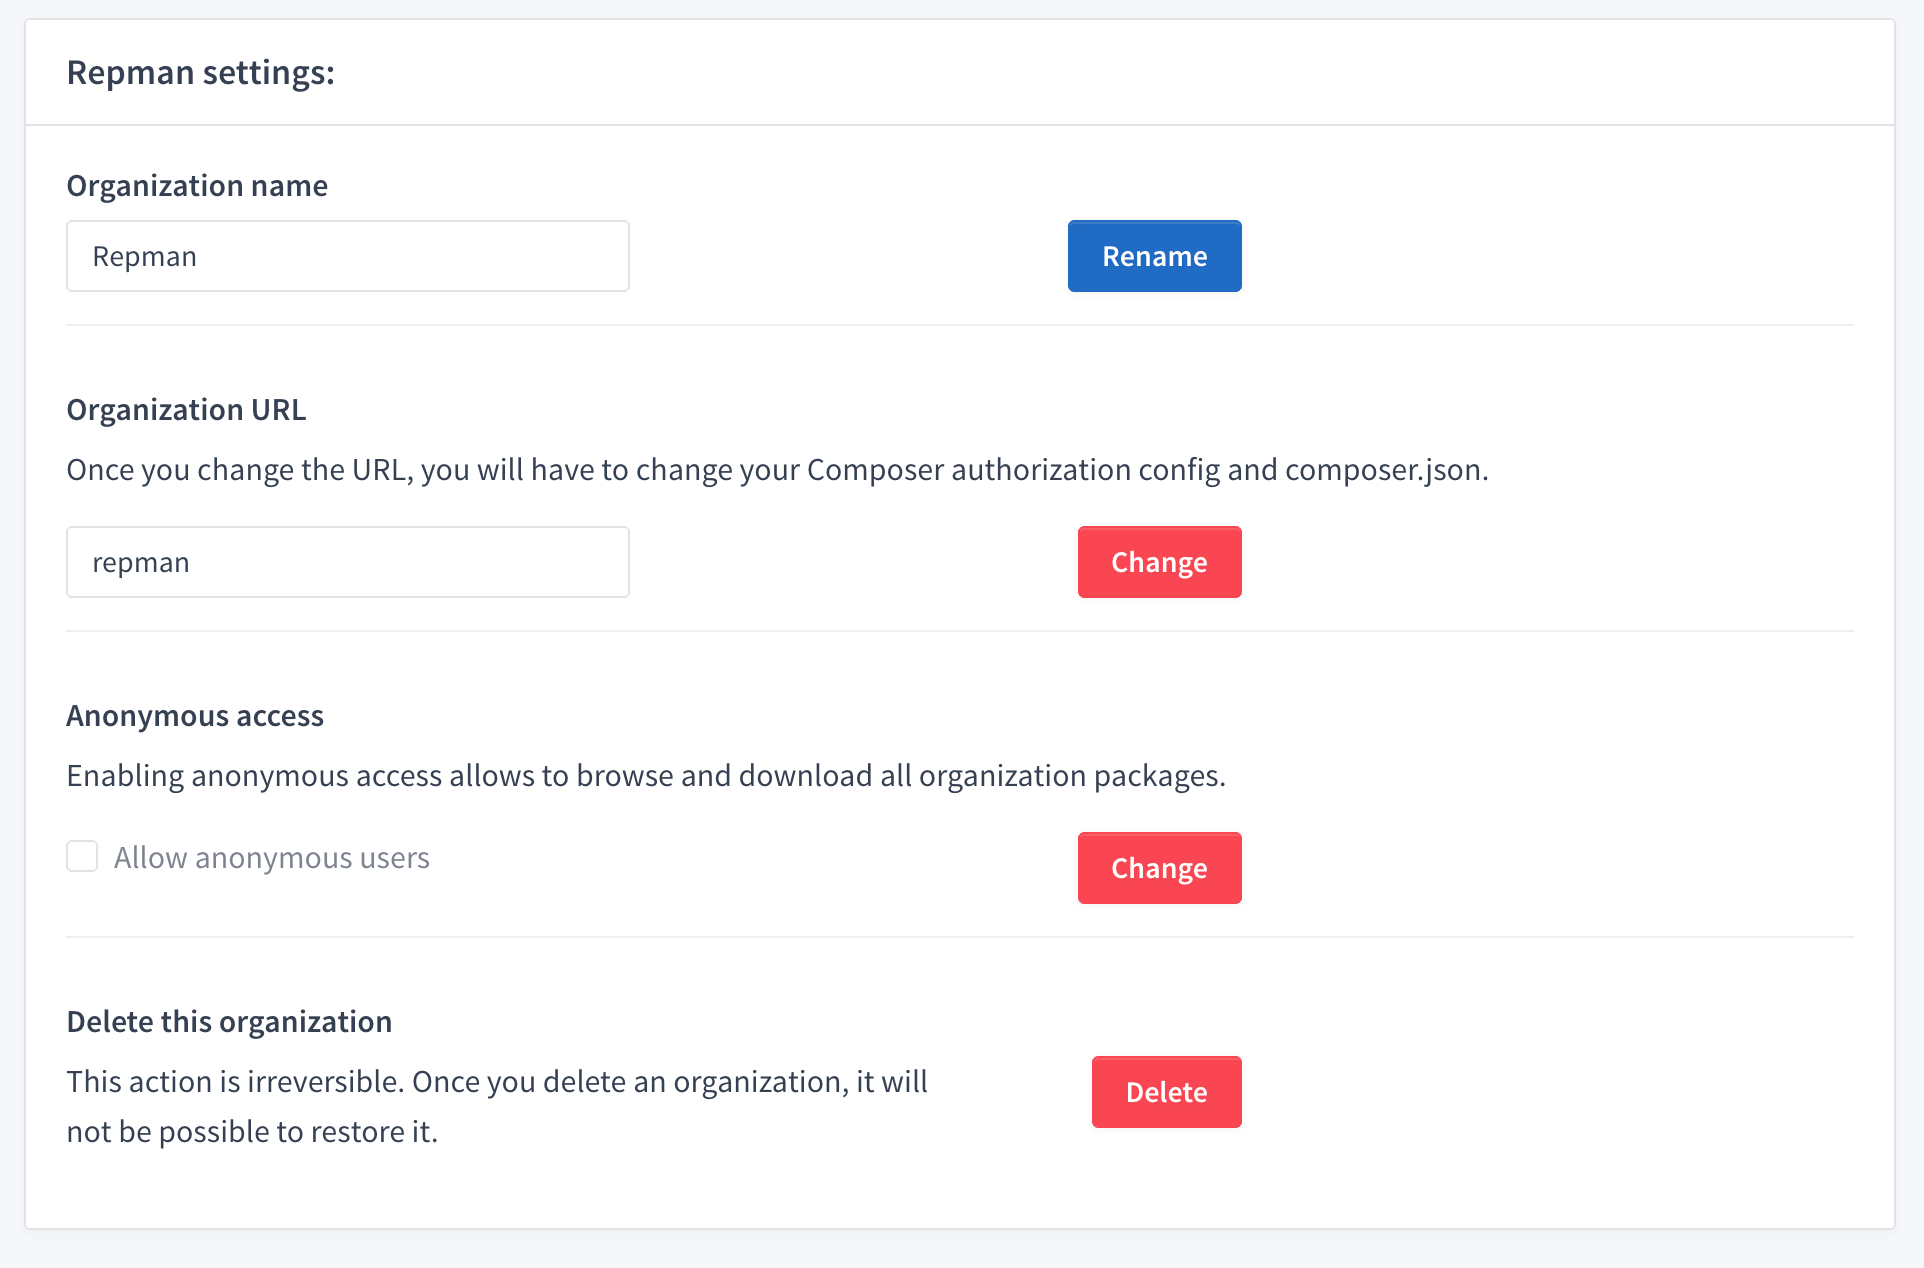 Repman settings:
Organization name
Repman
Rename
Organization URL
Once you change the URL, you will have to change your Composer authorization config and composer.json.
repman
Change
Anonymous access
Enabling anonymous access allows to browse and download all organization packages.
Allow anonymous users
Change
Delete this organization
This action is irreversible. Once you delete an organization, it will
not be possible to restore it.
Delete